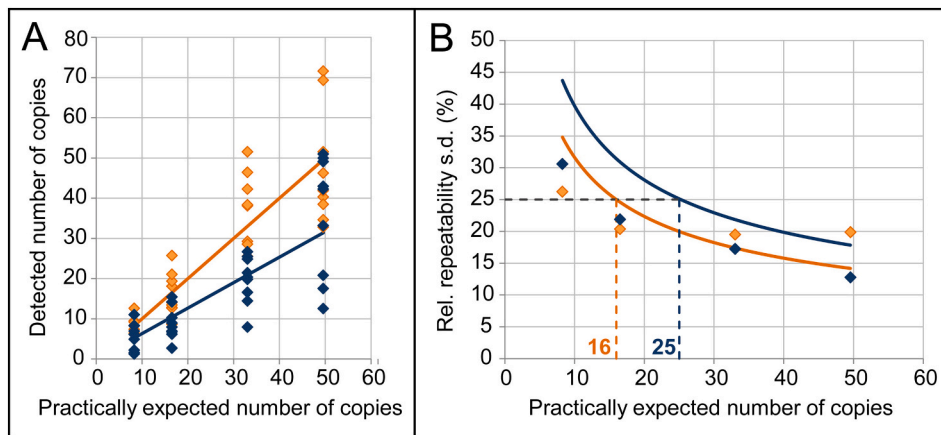 A
Detected number of copies
80
70
60
50
40
30
20
10
0
0 10 20 30 40 50 60
Practically expected number of copies
B
Rel. repeatability s.d. (%)
50
45
40
35
30
25
20
15
10
5
0
16 25
0 10 20 30 40 50 60
Practically expected number of copies